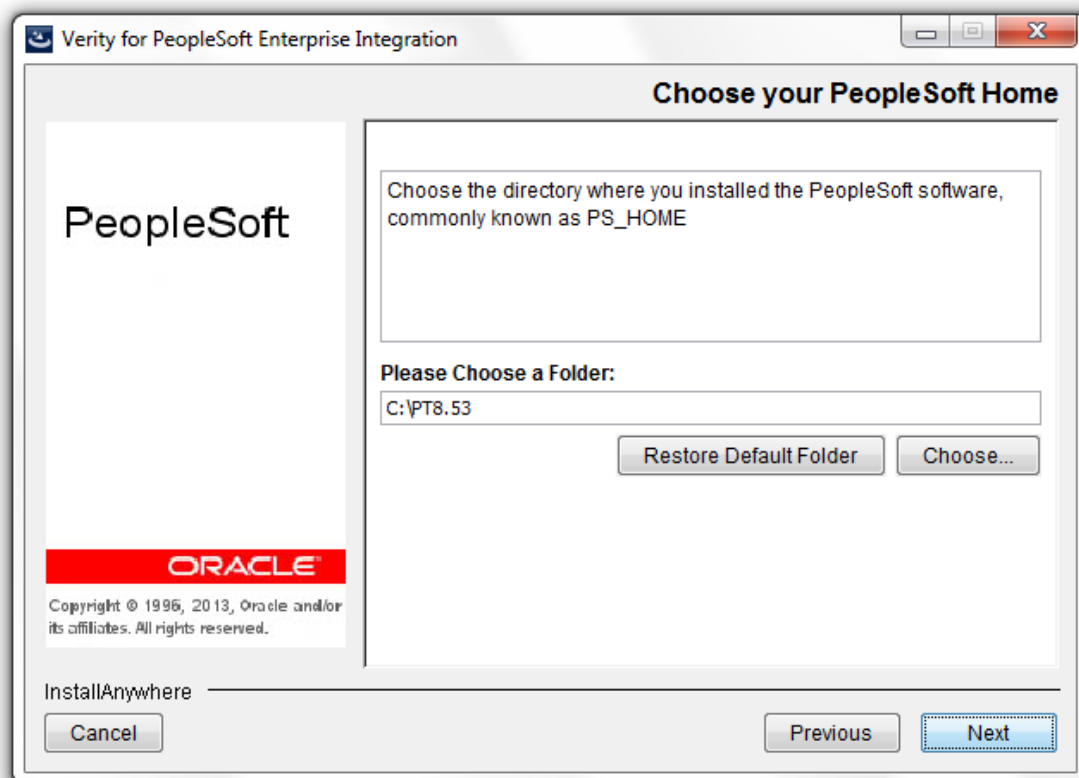 Verity for PeopleSoft Enterprise Integration
Choose your PeopleSoft Home
PeopleSoft
Choose the directory where you installed the PeopleSoft software,
commonly known as PS_HOME
Please Choose a Folder:
C:\PT8.53
Restore Default Folder
Choose...
ORACLE™
Copyright © 1996, 2013, Oracle and/or
its affiliates. All rights reserved.
InstallAnywhere
Cancel
Previous
Next